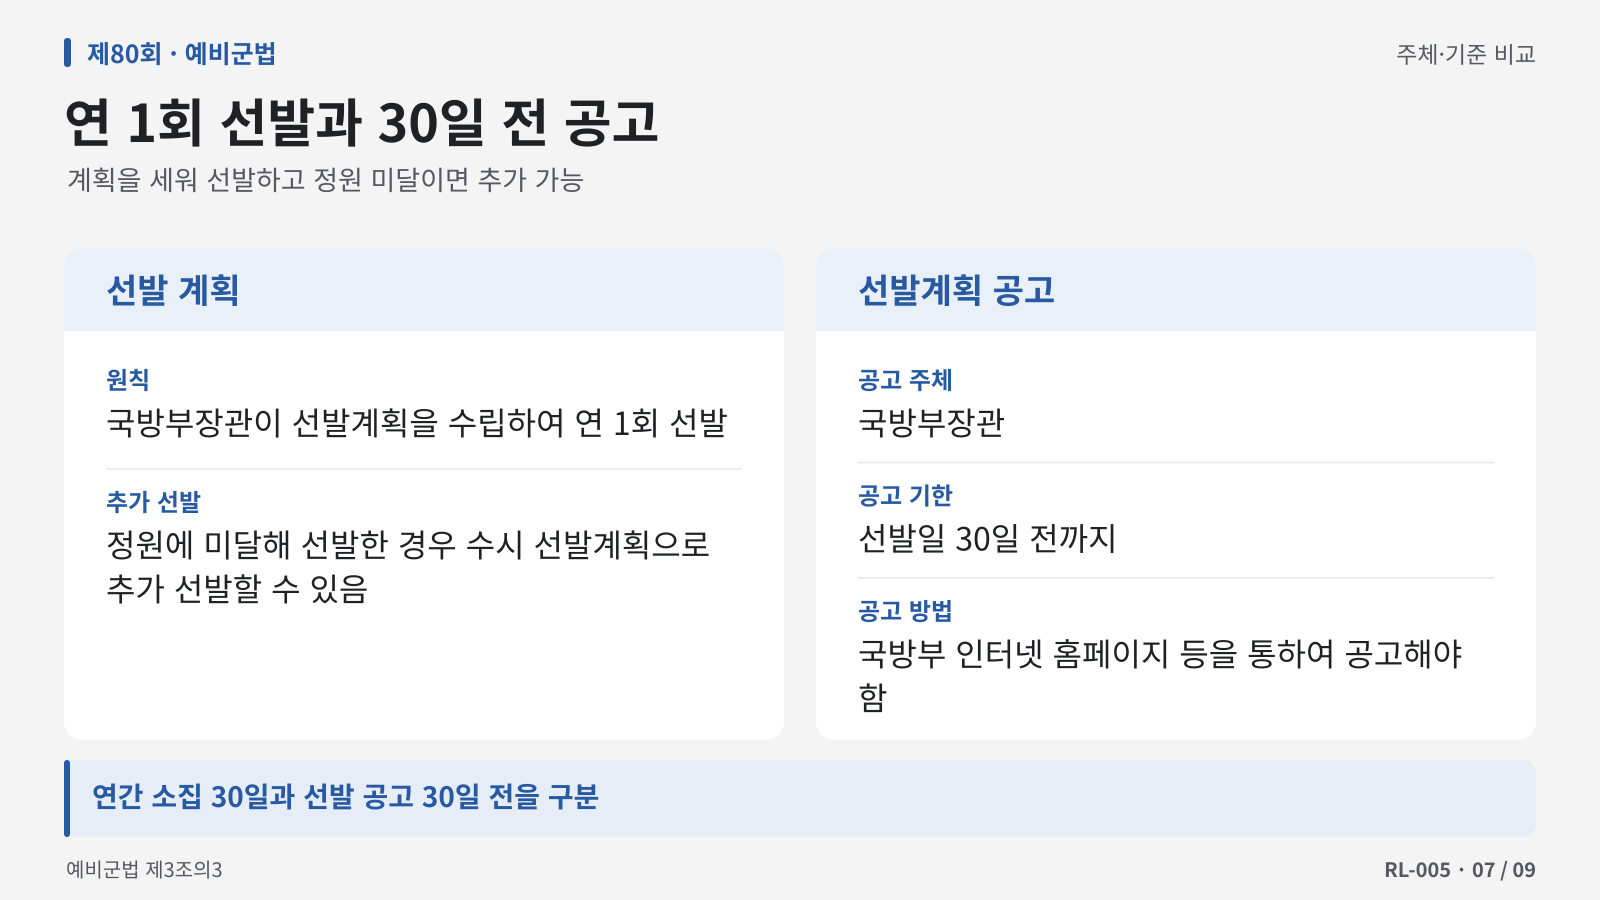 제80회 · 예비군법
주체·기준 비교
연 1회 선발과 30일 전 공고
계획을 세워 선발하고 정원 미달이면 추가 가능
선발 계획
원칙
국방부장관이 선발계획을 수립하여 연 1회 선발
추가 선발
정원에 미달해 선발한 경우 수시 선발계획으로
추가 선발할 수 있음
선발계획 공고
공고 주체
국방부장관
공고 기한
선발일 30일 전까지
공고 방법
국방부 인터넷 홈페이지 등을 통하여 공고해야
함
연간 소집 30일과 선발 공고 30일 전을 구분
예비군법 제3조의3
RL-005 · 07 / 09